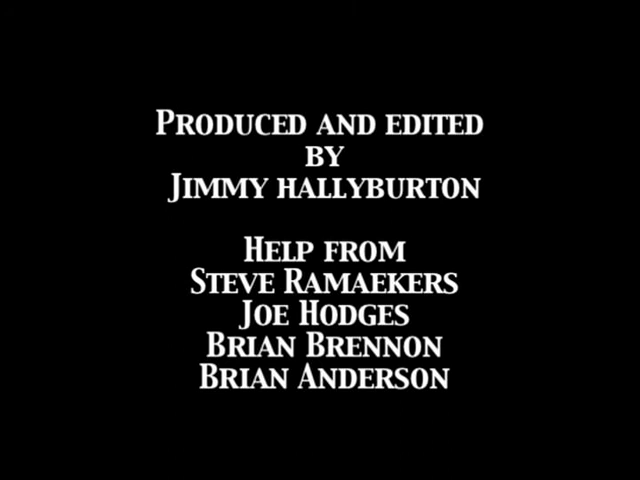 Produced and edited
by
Jimmy hallyburton
Help from
Steve Ramaekers
Joe Hodges
Brian Brennon
Brian Anderson